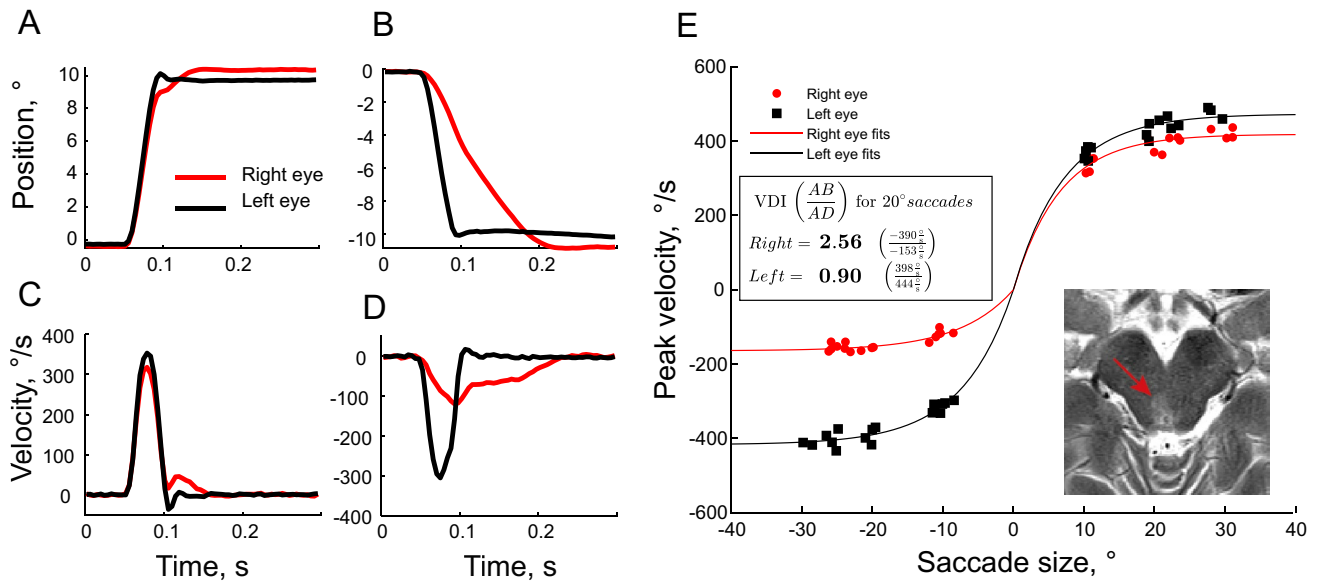 A
Position, °
10
8
6
4
2
0
0
0.1
0.2
Right eye
Left eye
B
0
-2
-4
-6
-8
-10
0
0.1
0.2
C
Velocity, °/s
400
300
200
100
0
0
0.1
0.2
Time, s
D
0
-100
-200
-300
-400
0
0.1
0.2
Time, s
E
Peak velocity, °/s
600
400
200
0
-200
-400
-600
-40
-30
-20
-10
0
10
20
30
40
Saccade size, °
Right eye
Left eye
Right eye fits
Left eye fits
VDI (AB/AD) for 20° saccades
Right = 2.56 (-390 °/s / -153 °/s)
Left = 0.90 (398 °/s / 444 °/s)